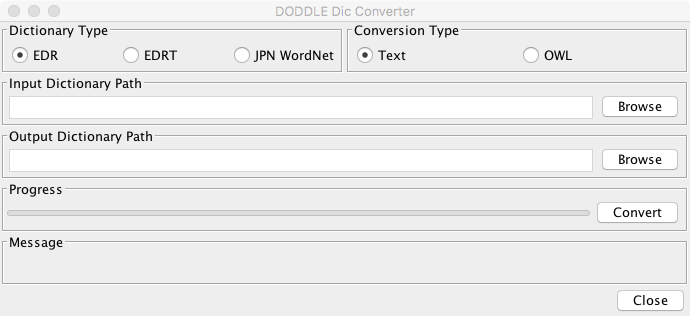 DODDLE Dic Converter
Dictionary Type
Conversion Type
EDR EDRT JPN WordNet Text OWL
Input Dictionary Path
Browse
Output Dictionary Path
Browse
Progress
Convert
Message
Close